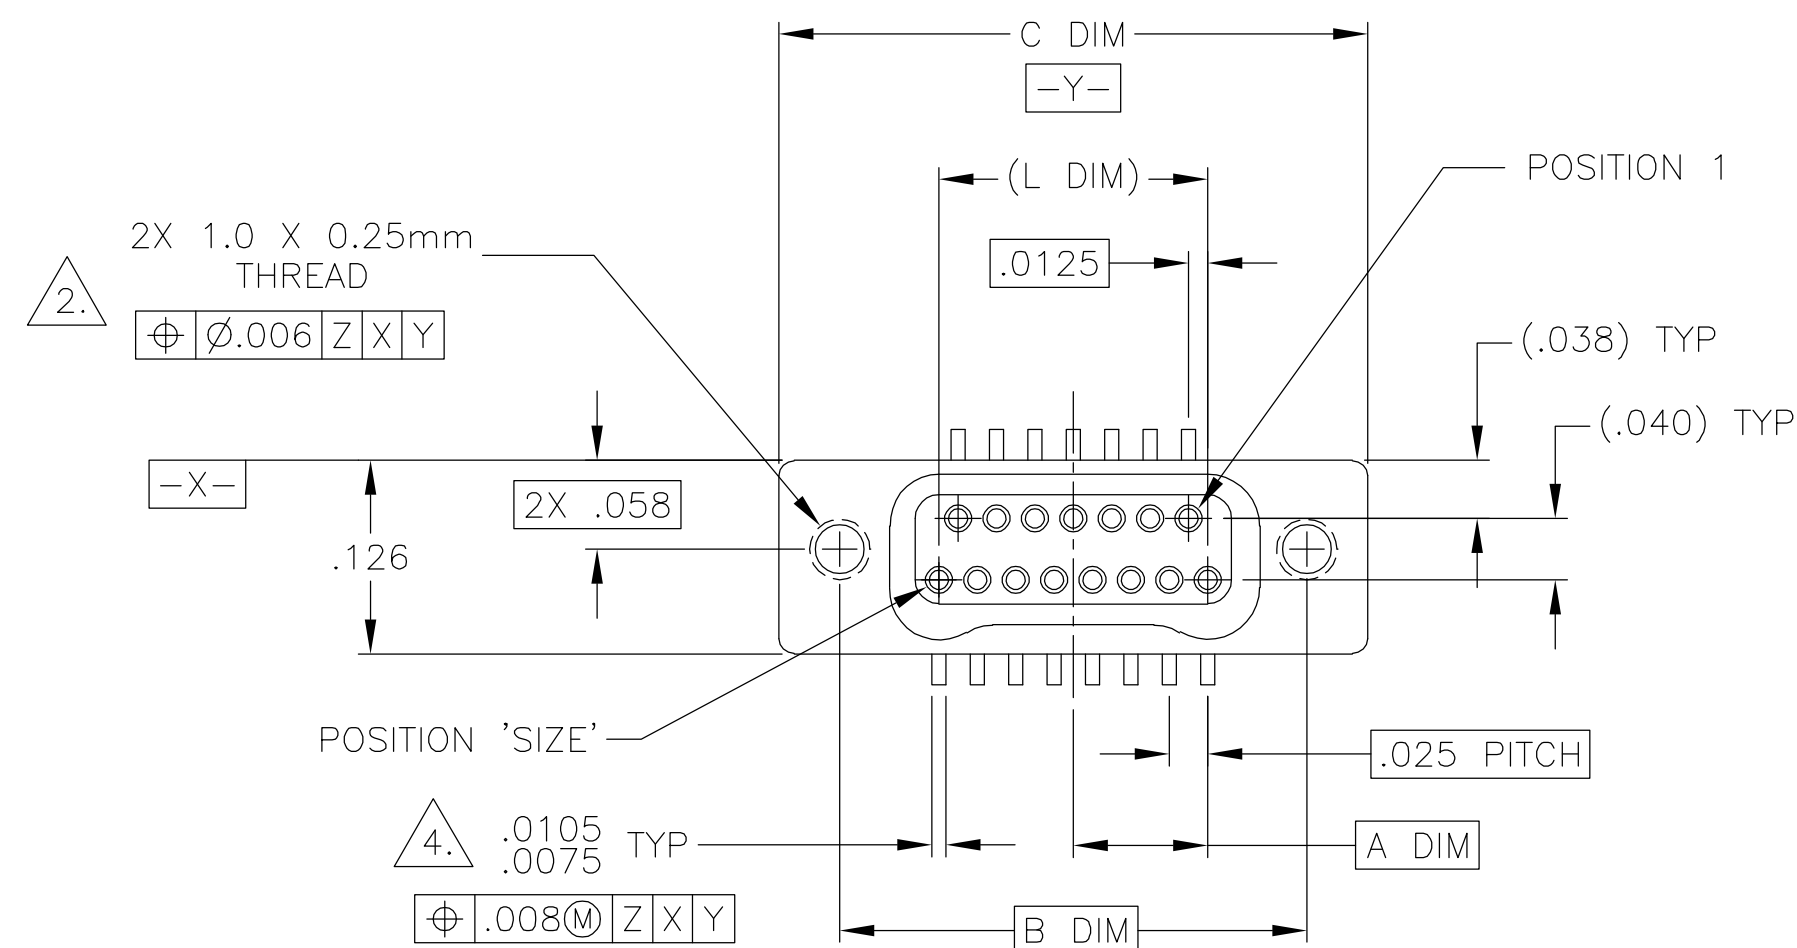 C DIM
-Y-
(L DIM)
POSITION 1
2X 1.0 X 0.25mm
THREAD
2.
⌖ Ø.006 Z X Y
.0125
(.038) TYP
(.040) TYP
-X-
2X .058
.126
POSITION 'SIZE'
.025 PITCH
4.
.0105
.0075
TYP
A DIM
⌖ .008Ⓜ Z X Y
B DIM